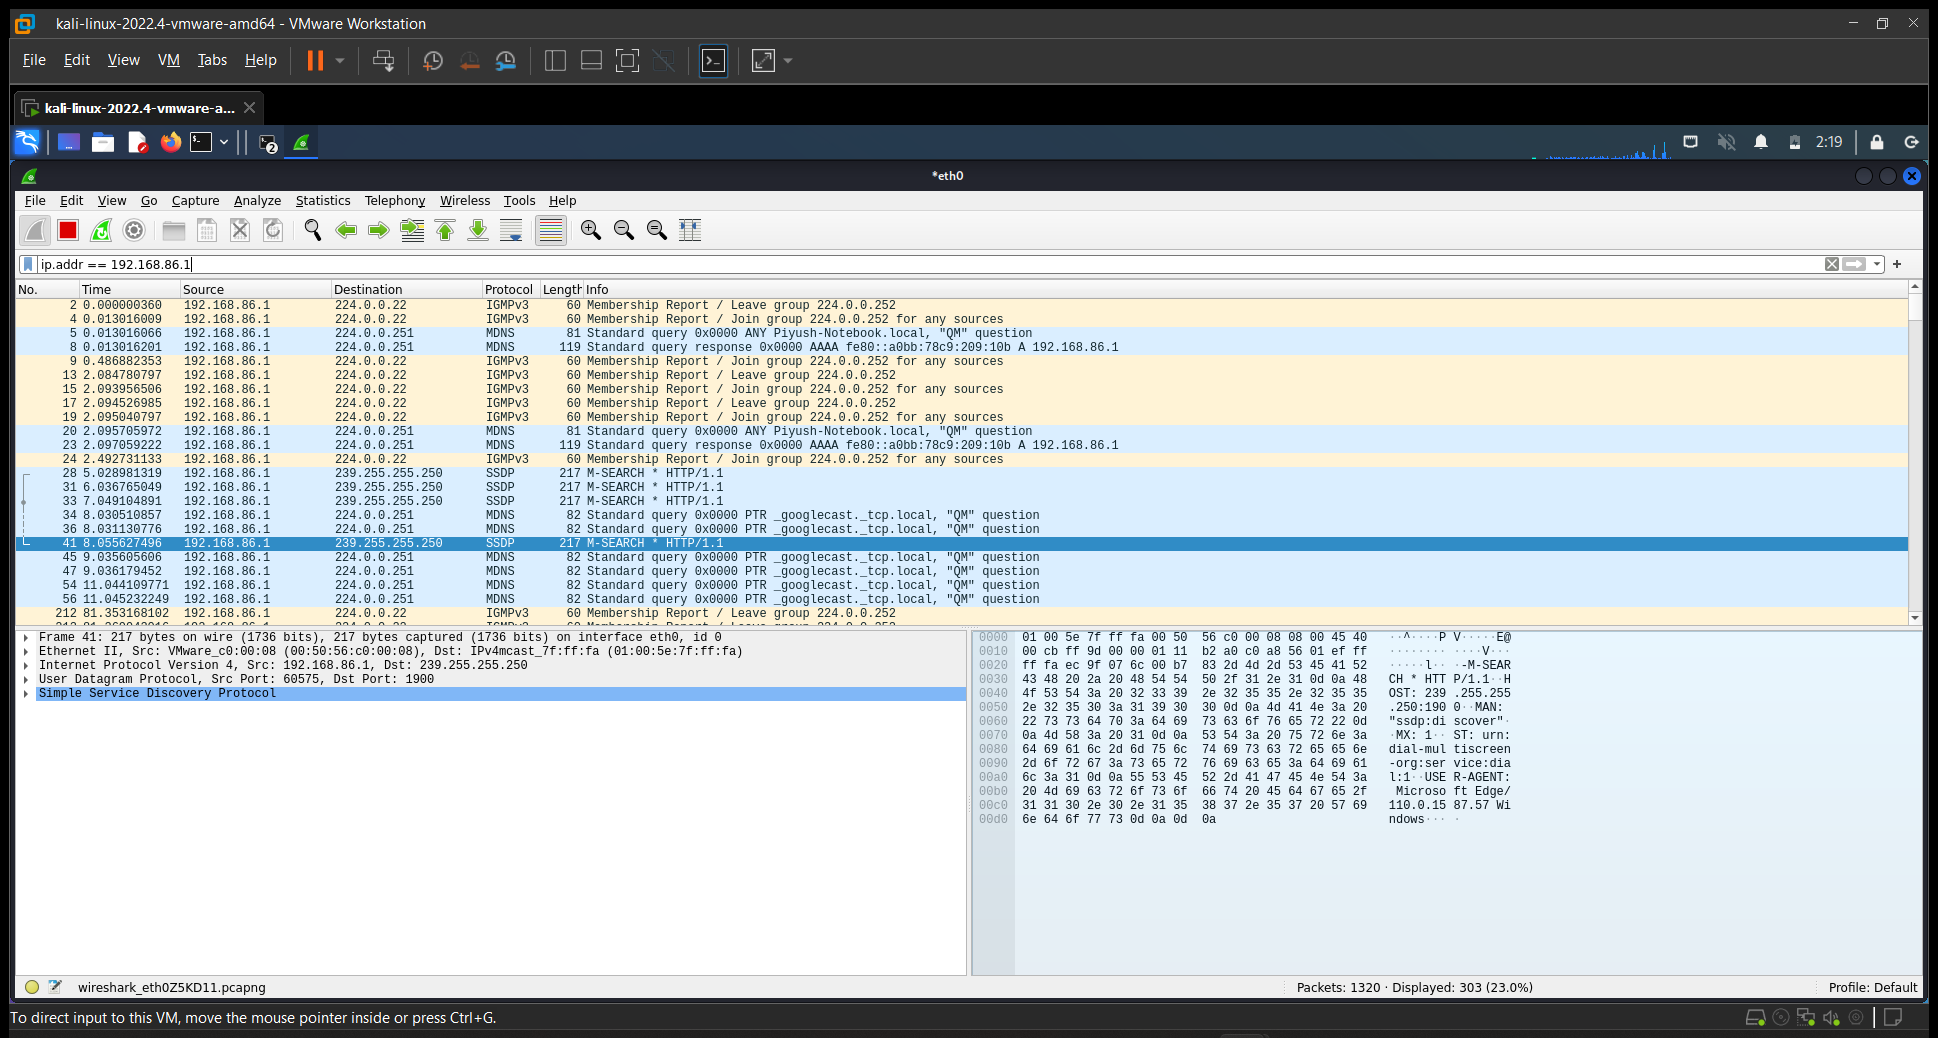 kali-linux-2022.4-vmware-amd64 - VMware Workstation
File Edit View VM Tabs Help
kali-linux-2022.4-vmware-a...
2 2:19
*eth0
File Edit View Go Capture Analyze Statistics Telephony Wireless Tools Help
ip.addr == 192.168.86.1
No. Time Source Destination Protocol Length Info
2 0.000000360 192.168.86.1 224.0.0.22 IGMPv3 60 Membership Report / Leave group 224.0.0.252
4 0.013016009 192.168.86.1 224.0.0.22 IGMPv3 60 Membership Report / Join group 224.0.0.252 for any sources
5 0.013016066 192.168.86.1 224.0.0.251 MDNS 81 Standard query 0x0000 ANY Piyush-Notebook.local, "QM" question
8 0.013016201 192.168.86.1 224.0.0.251 MDNS 119 Standard query response 0x0000 AAAA fe80::a0bb:78c9:209:10b A 192.168.86.1
9 0.486882353 192.168.86.1 224.0.0.22 IGMPv3 60 Membership Report / Join group 224.0.0.252 for any sources
13 2.084780797 192.168.86.1 224.0.0.22 IGMPv3 60 Membership Report / Leave group 224.0.0.252
15 2.093956506 192.168.86.1 224.0.0.22 IGMPv3 60 Membership Report / Join group 224.0.0.252 for any sources
17 2.094526985 192.168.86.1 224.0.0.22 IGMPv3 60 Membership Report / Leave group 224.0.0.252
19 2.095040797 192.168.86.1 224.0.0.22 IGMPv3 60 Membership Report / Join group 224.0.0.252 for any sources
20 2.095705972 192.168.86.1 224.0.0.251 MDNS 81 Standard query 0x0000 ANY Piyush-Notebook.local, "QM" question
23 2.097059222 192.168.86.1 224.0.0.251 MDNS 119 Standard query response 0x0000 AAAA fe80::a0bb:78c9:209:10b A 192.168.86.1
24 2.492731133 192.168.86.1 224.0.0.22 IGMPv3 60 Membership Report / Join group 224.0.0.252 for any sources
28 5.028981319 192.168.86.1 239.255.255.250 SSDP 217 M-SEARCH * HTTP/1.1
31 6.036765049 192.168.86.1 239.255.255.250 SSDP 217 M-SEARCH * HTTP/1.1
33 7.049104891 192.168.86.1 239.255.255.250 SSDP 217 M-SEARCH * HTTP/1.1
34 8.030510857 192.168.86.1 224.0.0.251 MDNS 82 Standard query 0x0000 PTR _googlecast._tcp.local, "QM" question
36 8.031130776 192.168.86.1 224.0.0.251 MDNS 82 Standard query 0x0000 PTR _googlecast._tcp.local, "QM" question
41 8.055627496 192.168.86.1 239.255.255.250 SSDP 217 M-SEARCH * HTTP/1.1
45 9.035605606 192.168.86.1 224.0.0.251 MDNS 82 Standard query 0x0000 PTR _googlecast._tcp.local, "QM" question
47 9.036179452 192.168.86.1 224.0.0.251 MDNS 82 Standard query 0x0000 PTR _googlecast._tcp.local, "QM" question
54 11.044109771 192.168.86.1 224.0.0.251 MDNS 82 Standard query 0x0000 PTR _googlecast._tcp.local, "QM" question
56 11.045232249 192.168.86.1 224.0.0.251 MDNS 82 Standard query 0x0000 PTR _googlecast._tcp.local, "QM" question
212 81.353168102 192.168.86.1 224.0.0.22 IGMPv3 60 Membership Report / Leave group 224.0.0.252
Frame 41: 217 bytes on wire (1736 bits), 217 bytes captured (1736 bits) on interface eth0, id 0
Ethernet II, Src: VMware_c0:00:08 (00:50:56:c0:00:08), Dst: IPv4mcast_7f:ff:fa (01:00:5e:7f:ff:fa)
Internet Protocol Version 4, Src: 192.168.86.1, Dst: 239.255.255.250
User Datagram Protocol, Src Port: 60575, Dst Port: 1900
Simple Service Discovery Protocol
0000 01 00 5e 7f ff fa 00 50 56 c0 00 08 08 00 45 40 ··^····P V·····E@
0010 00 cb ff 9d 00 00 01 11 b2 a0 c0 a8 56 01 ef ff ········ ····V···
0020 ff fa ec 9f 07 6c 00 b7 83 2d 4d 2d 53 45 41 52 ·····l·· ·-M-SEAR
0030 43 48 20 2a 20 48 54 54 50 2f 31 2e 31 0d 0a 48 CH * HTT P/1.1··H
0040 4f 53 54 3a 20 32 33 39 2e 32 35 35 2e 32 35 35 OST: 239 .255.255
0050 2e 32 35 30 3a 31 39 30 30 0d 0a 4d 41 4e 3a 20 .250:190 0··MAN:
0060 22 73 73 64 70 3a 64 69 73 63 6f 76 65 72 22 0d "ssdp:di scover"·
0070 0a 4d 58 3a 20 31 0d 0a 53 54 3a 20 75 72 6e 3a ·MX: 1·· ST: urn:
0080 64 69 61 6c 2d 6d 75 6c 74 69 73 63 72 65 65 6e dial-mul tiscreen
0090 2d 6f 72 67 3a 73 65 72 76 69 63 65 3a 64 69 61 -org:ser vice:dia
00a0 6c 3a 31 0d 0a 55 53 45 52 2d 41 47 45 4e 54 3a l:1··USE R-AGENT:
00b0 20 4d 69 63 72 6f 73 6f 66 74 20 45 64 67 65 2f Microso ft Edge/
00c0 31 31 30 2e 30 2e 31 35 38 37 2e 35 37 20 57 69 110.0.15 87.57 Wi
00d0 6e 64 6f 77 73 0d 0a 0d 0a ndows··· ·
wireshark_eth0Z5KD11.pcapng Packets: 1320 · Displayed: 303 (23.0%) Profile: Default
To direct input to this VM, move the mouse pointer inside or press Ctrl+G.